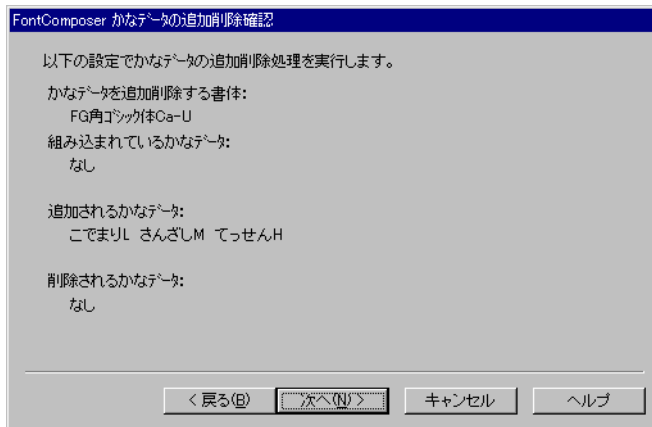 FontComposer かなﾃﾞｰﾀの追加削除確認
以下の設定でかなデータの追加削除処理を実行します。
かなﾃﾞｰﾀを追加削除する書体:
FG角ｺﾞｼｯｸ体Ca-U
組み込まれているかなﾃﾞｰﾀ:
なし
追加されるかなﾃﾞｰﾀ:
こでまりL さんざしM てっせんH
削除されるかなﾃﾞｰﾀ:
なし
< 戻る(B) 次へ(N) > キャンセル ヘルプ